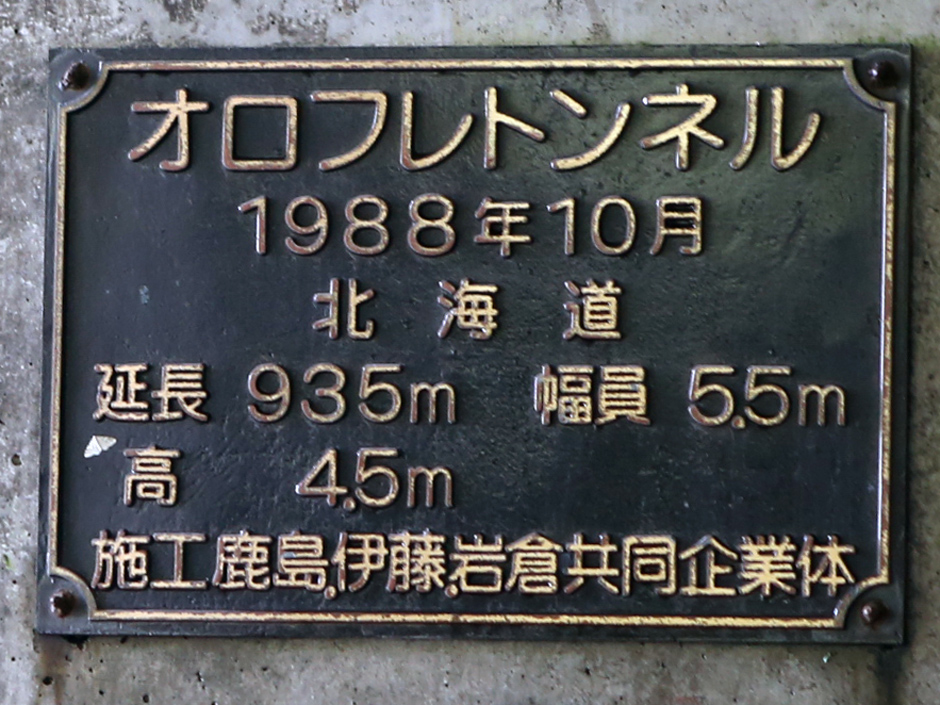 オロフレトンネル
1988年10月
北海道
延長 935m 幅員 5.5m
高 4.5m
施工鹿島.伊藤.岩倉共同企業体